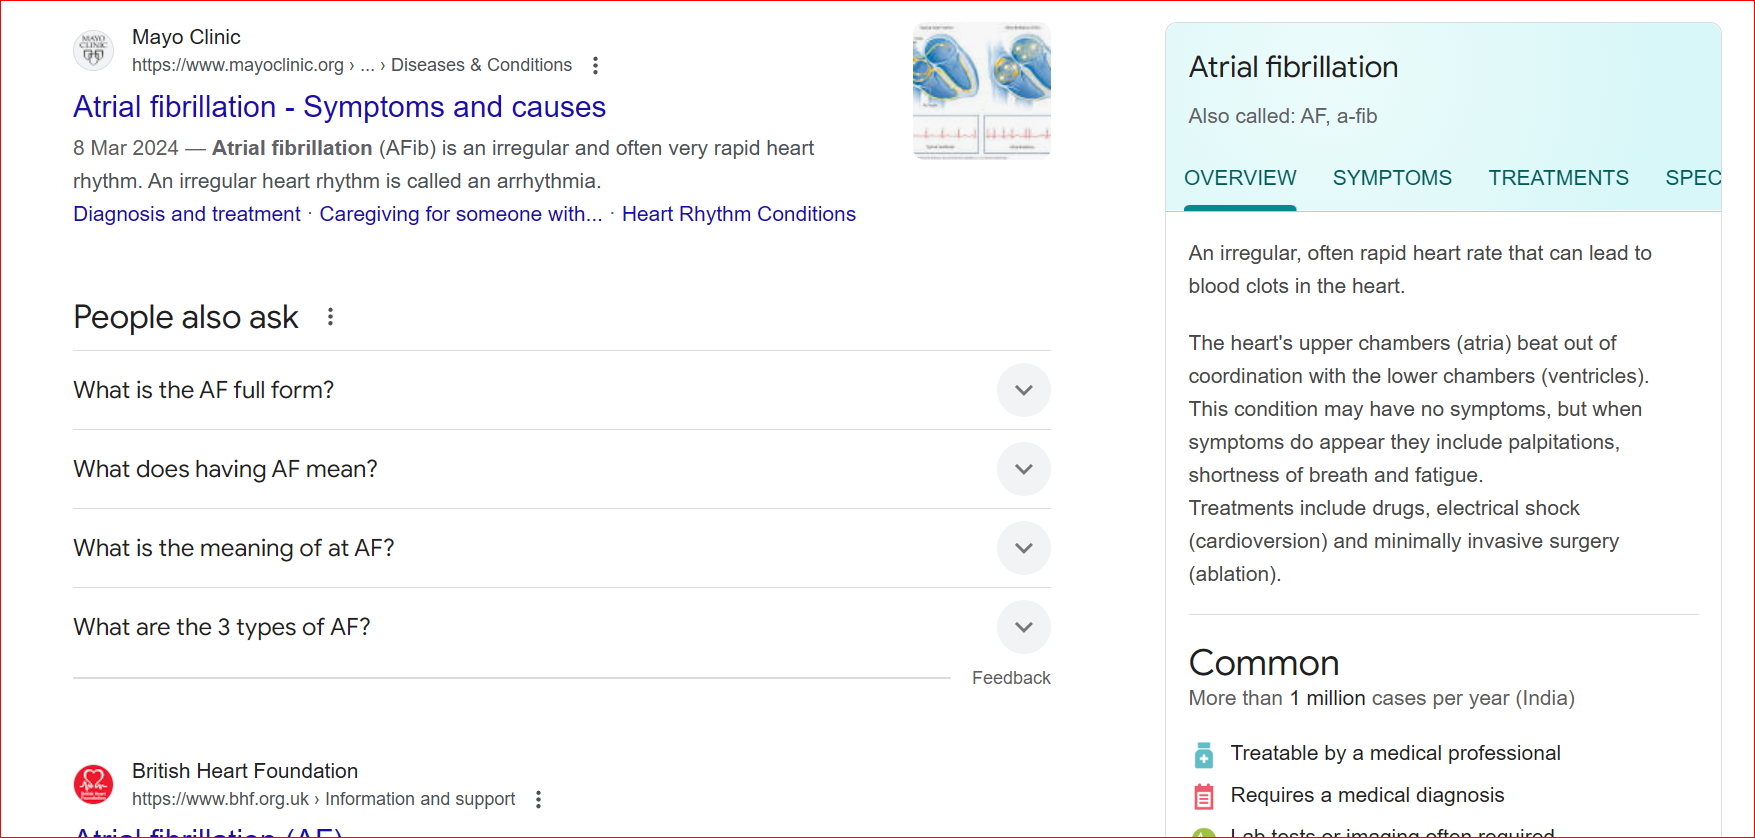 Mayo Clinic
https://www.mayoclinic.org › ... › Diseases & Conditions
Atrial fibrillation - Symptoms and causes
8 Mar 2024 — Atrial fibrillation (AFib) is an irregular and often very rapid heart
rhythm. An irregular heart rhythm is called an arrhythmia.
Diagnosis and treatment · Caregiving for someone with... · Heart Rhythm Conditions
People also ask
What is the AF full form?
What does having AF mean?
What is the meaning of at AF?
What are the 3 types of AF?
Feedback
British Heart Foundation
https://www.bhf.org.uk › Information and support
Atrial fibrillation (AF)
Atrial fibrillation
Also called: AF, a-fib
OVERVIEW SYMPTOMS TREATMENTS SPEC
An irregular, often rapid heart rate that can lead to
blood clots in the heart.
The heart's upper chambers (atria) beat out of
coordination with the lower chambers (ventricles).
This condition may have no symptoms, but when
symptoms do appear they include palpitations,
shortness of breath and fatigue.
Treatments include drugs, electrical shock
(cardioversion) and minimally invasive surgery
(ablation).
Common
More than 1 million cases per year (India)
Treatable by a medical professional
Requires a medical diagnosis
Lab tests or imaging often required